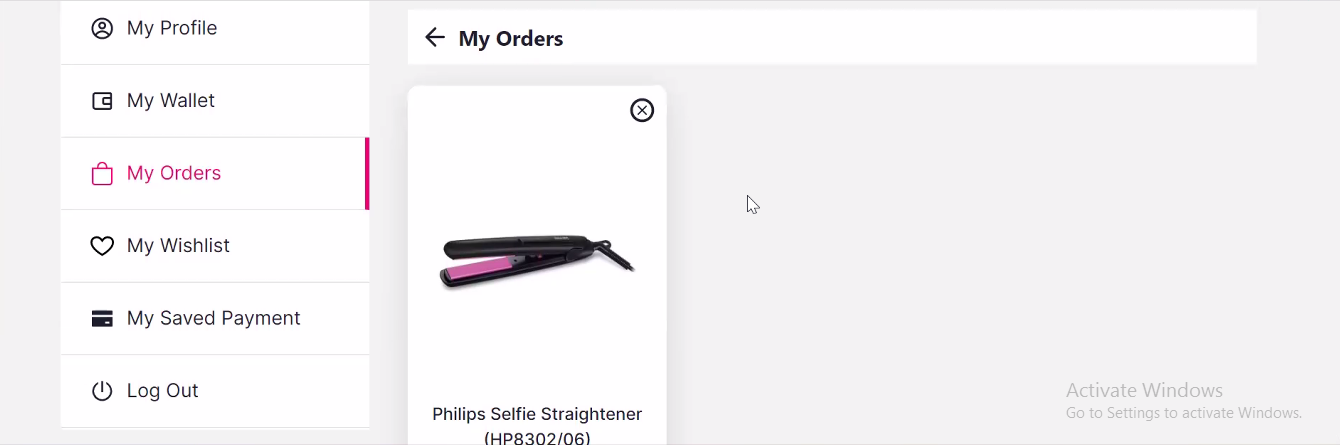 My Profile
My Wallet
My Orders
My Wishlist
My Saved Payment
Log Out
My Orders
Philips Selfie Straightener
(HP8302/06)
Activate Windows
Go to Settings to activate Windows.